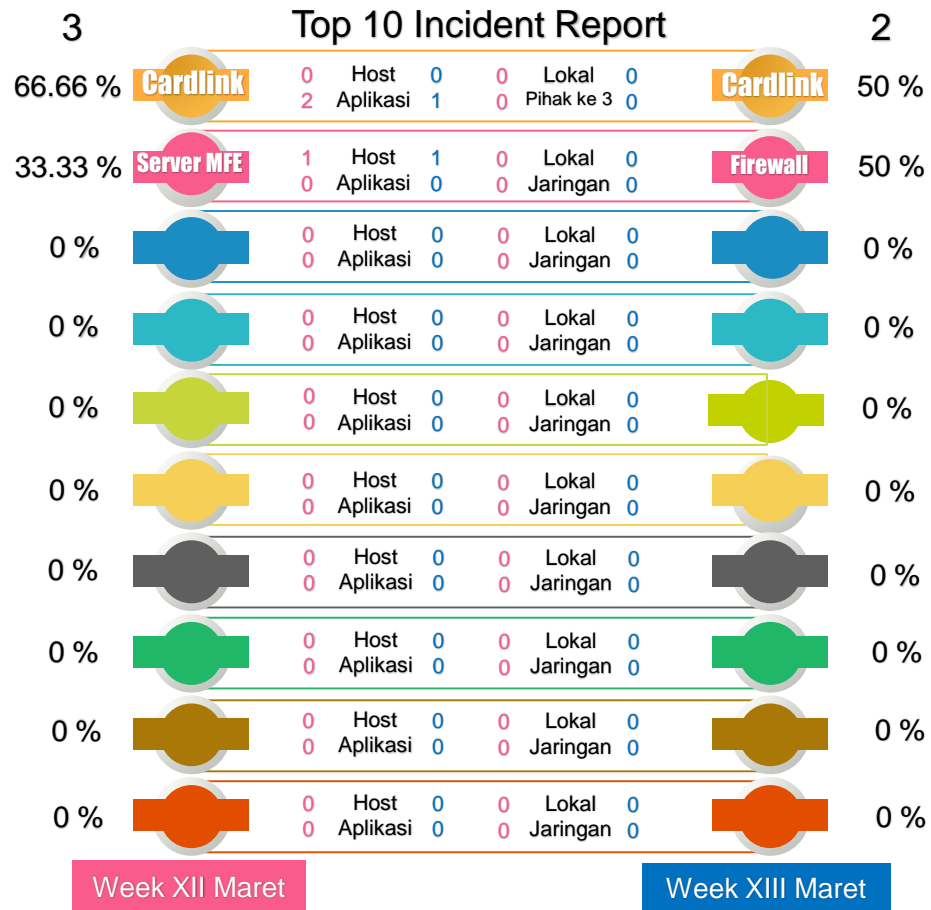 3 Top 10 Incident Report 2
66.66 % Cardlink 0 Host 0 0 Lokal 0 Cardlink 50 %
2 Aplikasi 1 0 Pihak ke 3 0
33.33 % Server MFE 1 Host 1 0 Lokal 0 Firewall 50 %
0 Aplikasi 0 0 Jaringan 0
0 % 0 Host 0 0 Lokal 0 0 %
0 Aplikasi 0 0 Jaringan 0
0 % 0 Host 0 0 Lokal 0 0 %
0 Aplikasi 0 0 Jaringan 0
0 % 0 Host 0 0 Lokal 0 0 %
0 Aplikasi 0 0 Jaringan 0
0 % 0 Host 0 0 Lokal 0 0 %
0 Aplikasi 0 0 Jaringan 0
0 % 0 Host 0 0 Lokal 0 0 %
0 Aplikasi 0 0 Jaringan 0
0 % 0 Host 0 0 Lokal 0 0 %
0 Aplikasi 0 0 Jaringan 0
0 % 0 Host 0 0 Lokal 0 0 %
0 Aplikasi 0 0 Jaringan 0
0 % 0 Host 0 0 Lokal 0 0 %
0 Aplikasi 0 0 Jaringan 0
Week XII Maret Week XIII Maret